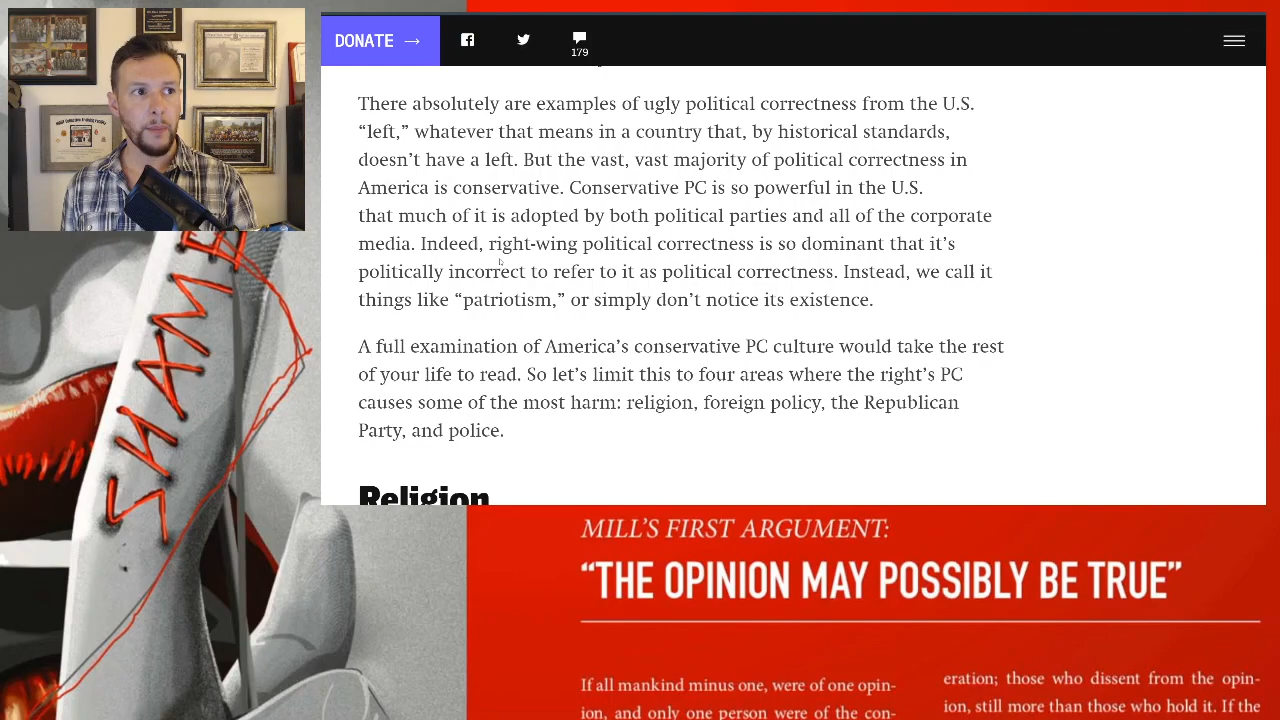 DONATE →
179
There absolutely are examples of ugly political correctness from the U.S.
“left,” whatever that means in a country that, by historical standards,
doesn’t have a left. But the vast, vast majority of political correctness in
America is conservative. Conservative PC is so powerful in the U.S.
that much of it is adopted by both political parties and all of the corporate
media. Indeed, right-wing political correctness is so dominant that it’s
politically incorrect to refer to it as political correctness. Instead, we call it
things like “patriotism,” or simply don’t notice its existence.
A full examination of America’s conservative PC culture would take the rest
of your life to read. So let’s limit this to four areas where the right’s PC
causes some of the most harm: religion, foreign policy, the Republican
Party, and police.
Religion
SHAME
MILL’S FIRST ARGUMENT:
“THE OPINION MAY POSSIBLY BE TRUE”
If all mankind minus one, were of one opin-
ion, and only one person were of the con-
eration; those who dissent from the opin-
ion, still more than those who hold it. If the